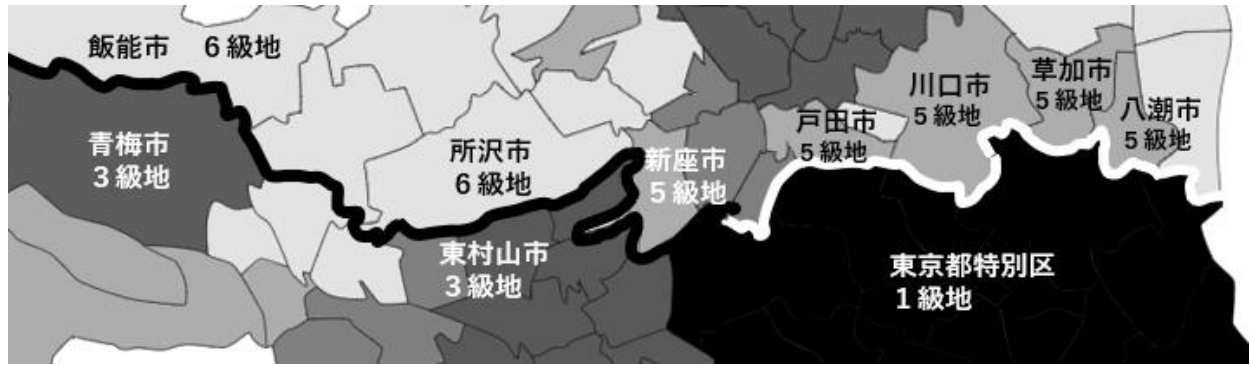 飯能市 6級地
青梅市
3級地
所沢市
6級地
東村山市
3級地
新座市
5級地
戸田市
5級地
川口市
5級地
草加市
5級地
八潮市
5級地
東京都特別区
1級地